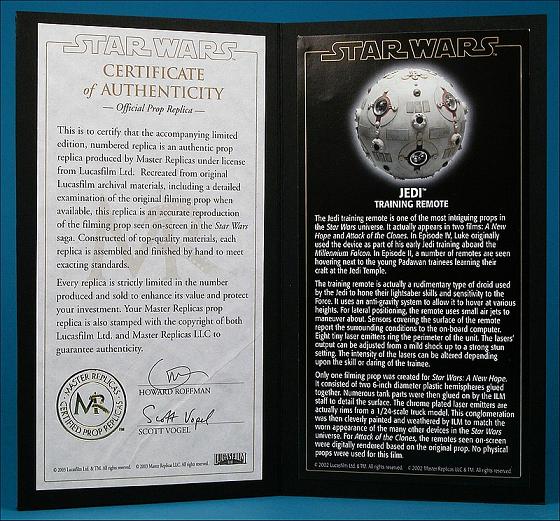 STAR WARS
CERTIFICATE
of AUTHENTICITY
— Official Prop Replica —
This is to certify that the accompanying limited
edition, numbered replica is an authentic prop
replica produced by Master Replicas under license
from Lucasfilm Ltd. Recreated from original
Lucasfilm archival materials, including a detailed
examination of the original filming prop when
available, this replica is an accurate reproduction
of the filming prop seen on-screen in the Star Wars
saga. Constructed of top-quality materials, each
replica is assembled and finished by hand to meet
exacting standards.
Every replica is strictly limited in the number
produced and sold to enhance its value and protect
your investment. Your Master Replicas prop
replica is also stamped with the copyright of both
Lucasfilm Ltd. and Master Replicas LLC to
guarantee authenticity.
HOWARD ROFFMAN
Scott Vogel
SCOTT VOGEL
MASTER REPLICAS
MR
CERTIFIED PROP REPLICA
™
LUCASFILM
LTD.
© 2003 Lucasfilm Ltd. & TM. All rights reserved. © 2003 Master Replicas LLC. All rights reserved.
STAR WARS
JEDI™
TRAINING REMOTE
The Jedi training remote is one of the most intriguing props in
the Star Wars universe. It actually appears in two films: A New
Hope and Attack of the Clones. In Episode IV, Luke originally
used the device as part of his early Jedi training aboard the
Millennium Falcon. In Episode II, a number of remotes are seen
hovering next to the young Padawan trainees learning their
craft at the Jedi Temple.
The training remote is actually a rudimentary type of droid used
by the Jedi to hone their lightsaber skills and sensitivity to the
Force. It uses an anti-gravity system to allow it to hover at various
heights. For lateral positioning, the remote uses small air jets to
maneuver about. Sensors covering the surface of the remote
report the surrounding conditions to the on-board computer.
Eight tiny laser emitters ring the perimeter of the unit. The lasers'
output can be adjusted from a mild shock up to a strong stun
setting. The intensity of the lasers can be altered depending
upon the skill or daring of the trainee.
Only one filming prop was created for Star Wars: A New Hope.
It consisted of two 6-inch diameter plastic hemispheres glued
together. Numerous tank parts were then glued on by the ILM
staff to detail the surface. The chrome plated laser emitters are
actually rims from a 1/24-scale truck model. This conglomeration
was then cleverly painted and weathered by ILM to match the
worn appearance of the many other devices in the Star Wars
universe. For Attack of the Clones, the remotes seen on-screen
were digitally rendered based on the original. No physical
props were used for this film.
© 2002 Lucasfilm Ltd. & TM. All rights reserved. © 2002 Master Replicas LLC & TM. All rights reserved.